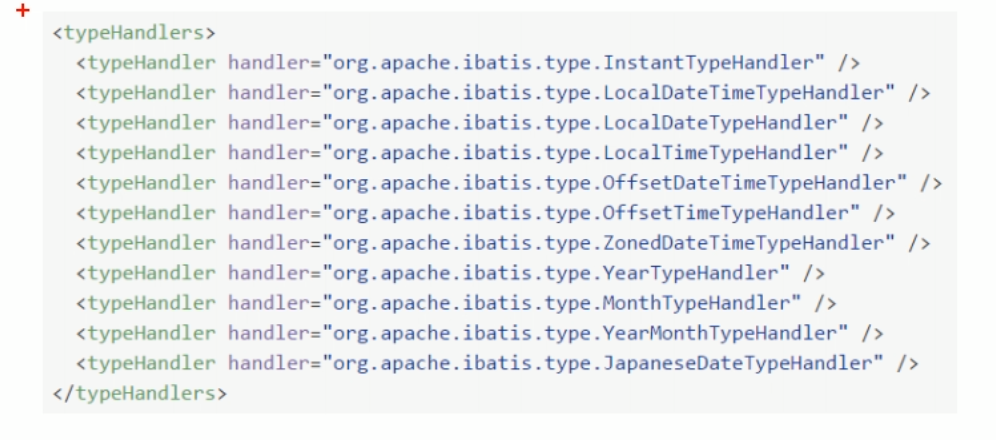 +
<typeHandlers>
  <typeHandler handler="org.apache.ibatis.type.InstantTypeHandler" />
  <typeHandler handler="org.apache.ibatis.type.LocalDateTimeTypeHandler" />
  <typeHandler handler="org.apache.ibatis.type.LocalDateTypeHandler" />
  <typeHandler handler="org.apache.ibatis.type.LocalTimeTypeHandler" />
  <typeHandler handler="org.apache.ibatis.type.OffsetDateTimeTypeHandler" />
  <typeHandler handler="org.apache.ibatis.type.OffsetTimeTypeHandler" />
  <typeHandler handler="org.apache.ibatis.type.ZonedDateTimeTypeHandler" />
  <typeHandler handler="org.apache.ibatis.type.YearTypeHandler" />
  <typeHandler handler="org.apache.ibatis.type.MonthTypeHandler" />
  <typeHandler handler="org.apache.ibatis.type.YearMonthTypeHandler" />
  <typeHandler handler="org.apache.ibatis.type.JapaneseDateTypeHandler" />
</typeHandlers>